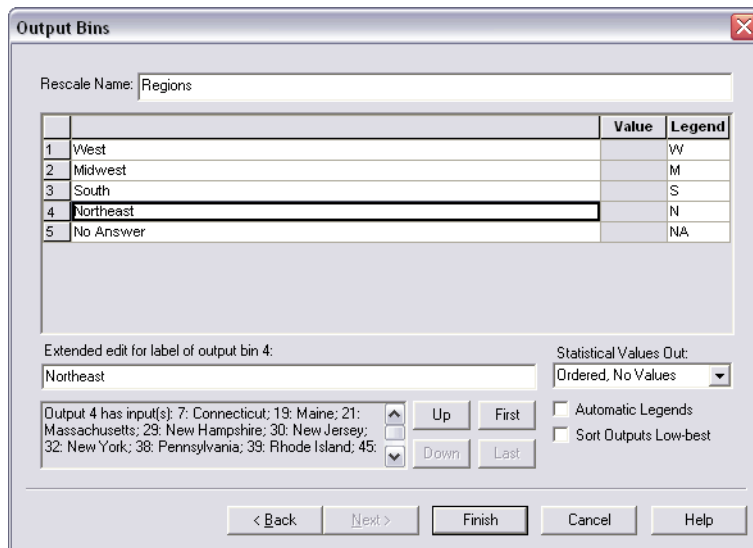 Output Bins
Rescale Name: Regions
Value Legend
1 West W
2 Midwest M
3 South S
4 Northeast N
5 No Answer NA
Extended edit for label of output bin 4:
Northeast
Statistical Values Out:
Ordered, No Values
Output 4 has input(s): 7: Connecticut; 19: Maine; 21:
Massachusetts; 29: New Hampshire; 30: New Jersey;
32: New York; 38: Pennsylvania; 39: Rhode Island; 45:
Up First
Down Last
Automatic Legends
Sort Outputs Low-best
< Back Next > Finish Cancel Help